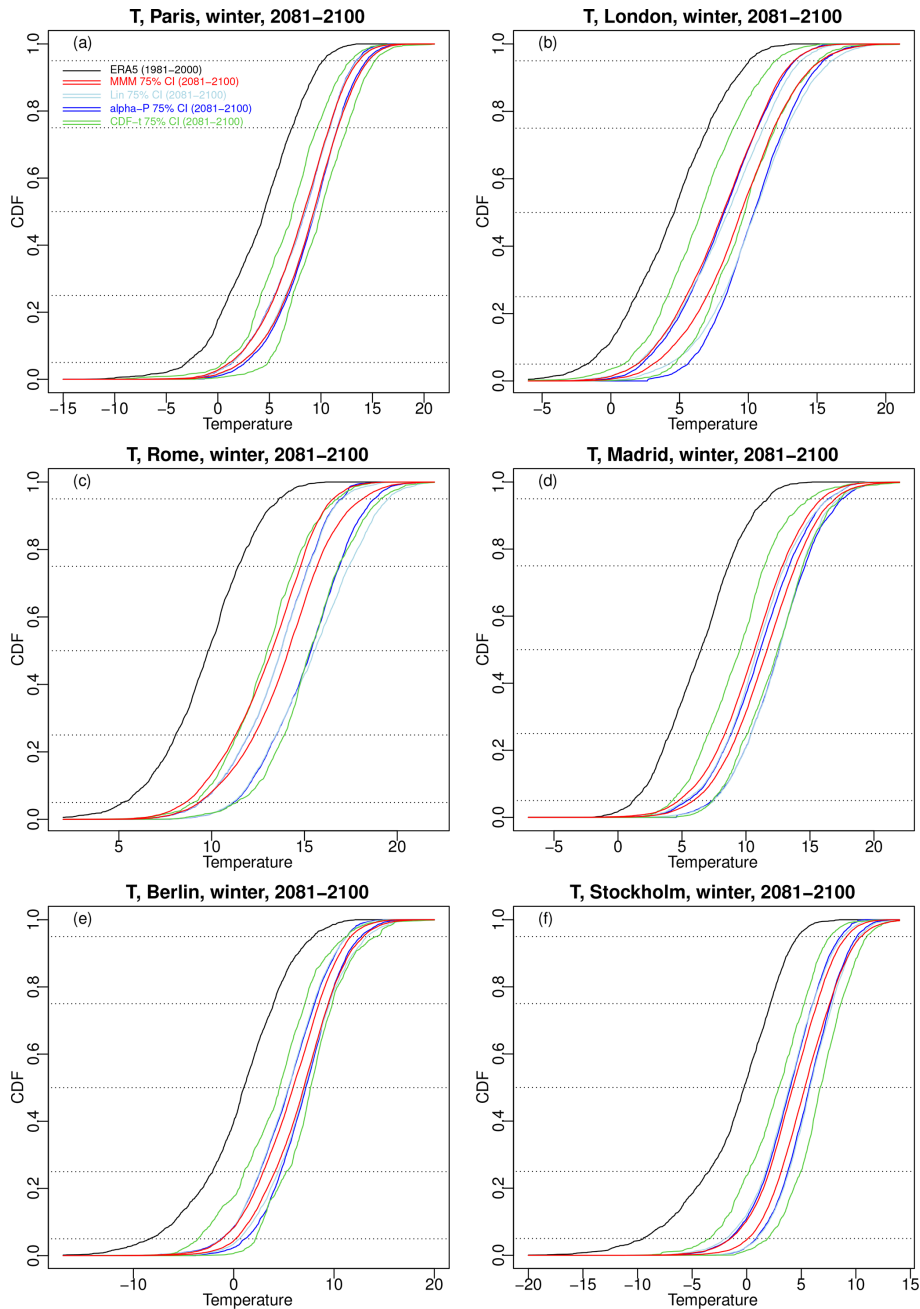 T, Paris, winter, 2081−2100
(a)
ERA5 (1981−2000)
MMM 75% CI (2081−2100)
Lin 75% CI (2081−2100)
alpha−P 75% CI (2081−2100)
CDF−t 75% CI (2081−2100)
CDF
0.0 0.2 0.4 0.6 0.8 1.0
−15 −10 −5 0 5 10 15 20
Temperature
T, London, winter, 2081−2100
(b)
CDF
0.0 0.2 0.4 0.6 0.8 1.0
−5 0 5 10 15 20
Temperature
T, Rome, winter, 2081−2100
(c)
CDF
0.0 0.2 0.4 0.6 0.8 1.0
5 10 15 20
Temperature
T, Madrid, winter, 2081−2100
(d)
CDF
0.0 0.2 0.4 0.6 0.8 1.0
−5 0 5 10 15 20
Temperature
T, Berlin, winter, 2081−2100
(e)
CDF
0.0 0.2 0.4 0.6 0.8 1.0
−10 0 10 20
Temperature
T, Stockholm, winter, 2081−2100
(f)
CDF
0.0 0.2 0.4 0.6 0.8 1.0
−20 −15 −10 −5 0 5 10 15
Temperature